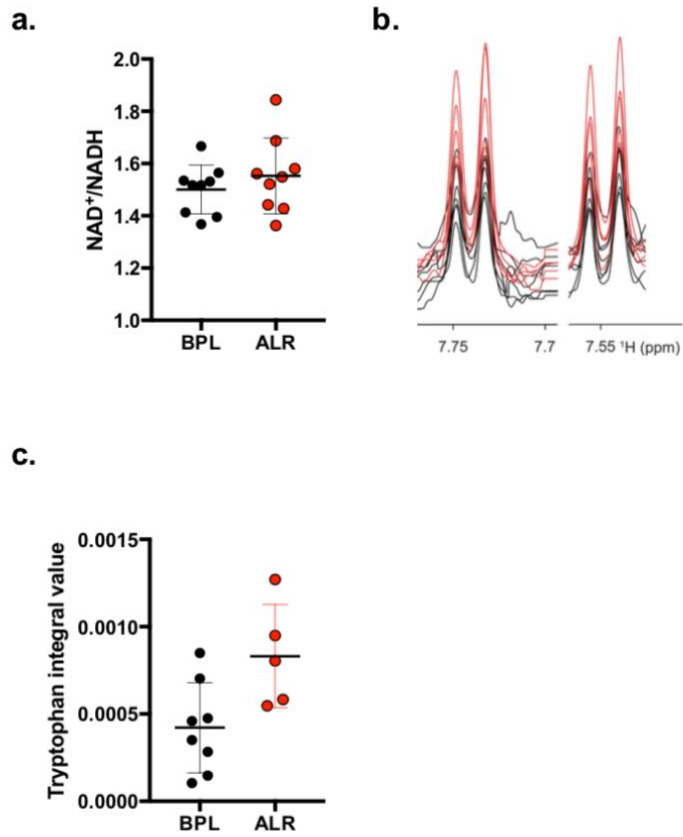 a.
b.
2.0
1.8
1.6
1.4
1.2
1.0
NAD⁺/NADH
BPL
ALR
7.75
7.7
7.55 ¹H (ppm)
c.
0.0015
0.0010
0.0005
0.0000
Tryptophan integral value
BPL
ALR